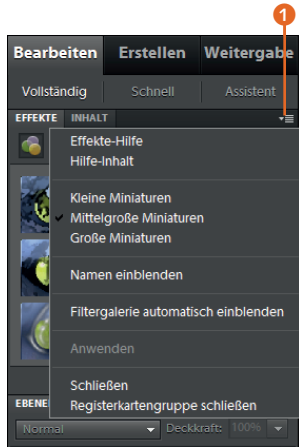 1
Bearbeiten Erstellen Weitergabe
Vollständig Schnell Assistent
EFFEKTE INHALT
Effekte-Hilfe
Hilfe-Inhalt
Kleine Miniaturen
Mittelgroße Miniaturen
Große Miniaturen
Namen einblenden
Filtergalerie automatisch einblenden
Anwenden
Schließen
Registerkartengruppe schließen
EBENE
Normal Deckkraft: 100%